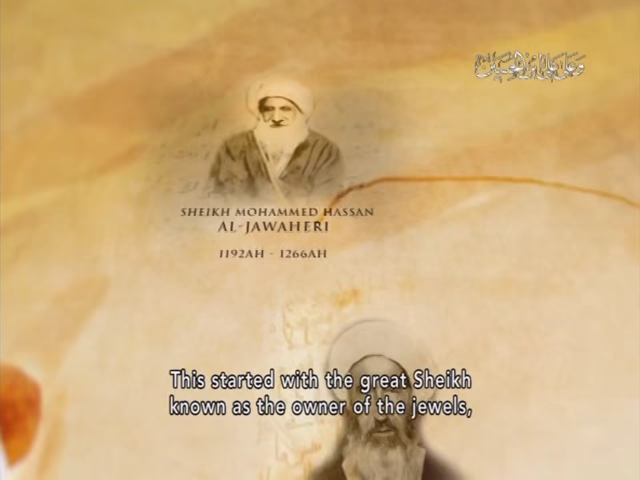 SHEIKH MOHAMMED HASSAN
AL-JAWAHERI
1192AH - 1266AH
This started with the great Sheikh
known as the owner of the jewels,